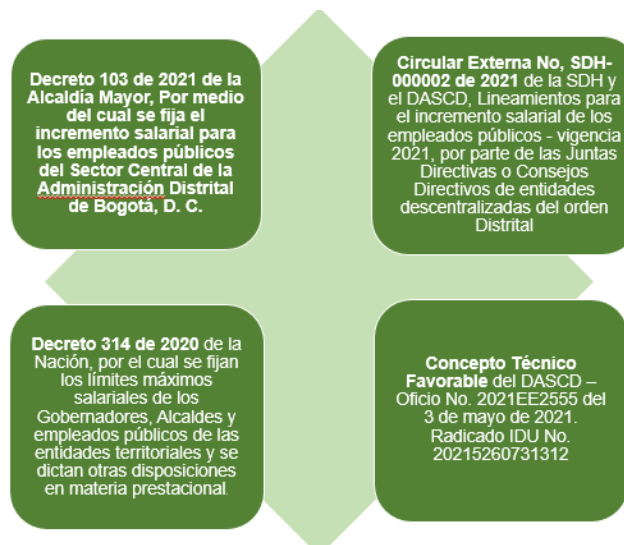 Decreto 103 de 2021 de la
Alcaldía Mayor, Por medio
del cual se fija el
incremento salarial para
los empleados públicos
del Sector Central de la
Administración Distrital
de Bogotá, D. C.
Circular Externa No, SDH-
000002 de 2021 de la SDH y
el DASCD, Lineamientos para
el incremento salarial de los
empleados públicos - vigencia
2021, por parte de las Juntas
Directivas o Consejos
Directivos de entidades
descentralizadas del orden
Distrital
Decreto 314 de 2020 de la
Nación, por el cual se fijan
los límites máximos
salariales de los
Gobernadores, Alcaldes y
empleados públicos de las
entidades territoriales y se
dictan otras disposiciones
en materia prestacional.
Concepto Técnico
Favorable del DASCD –
Oficio No. 2021EE2555 del
3 de mayo de 2021.
Radicado IDU No.
20215260731312